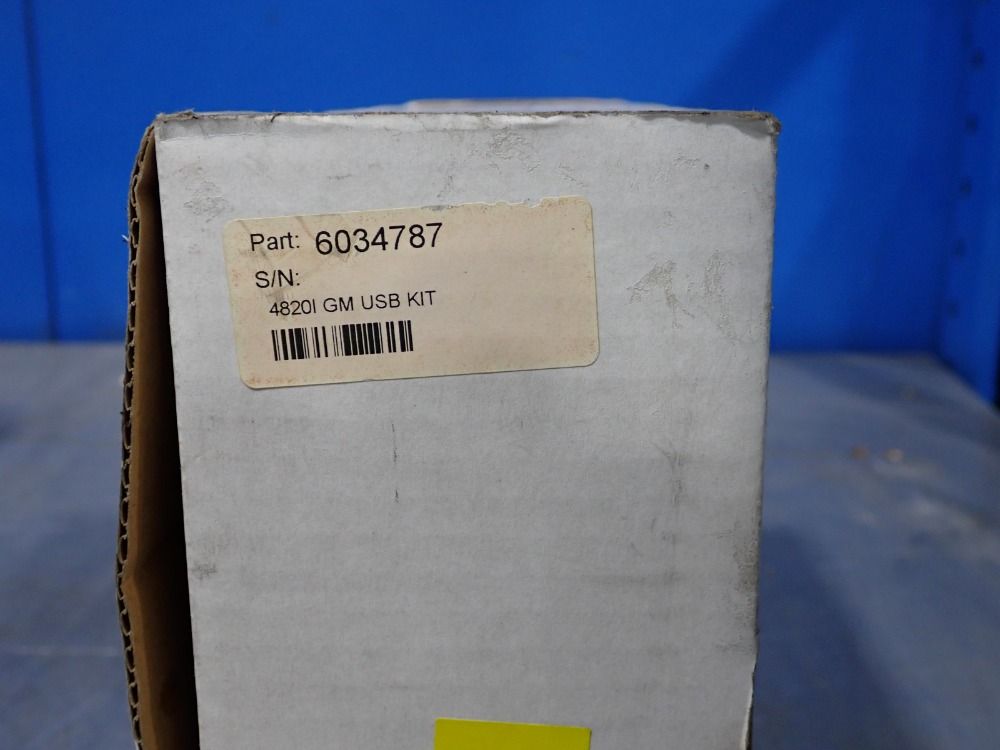 Part: 6034787
S/N:
4820I GM USB KIT